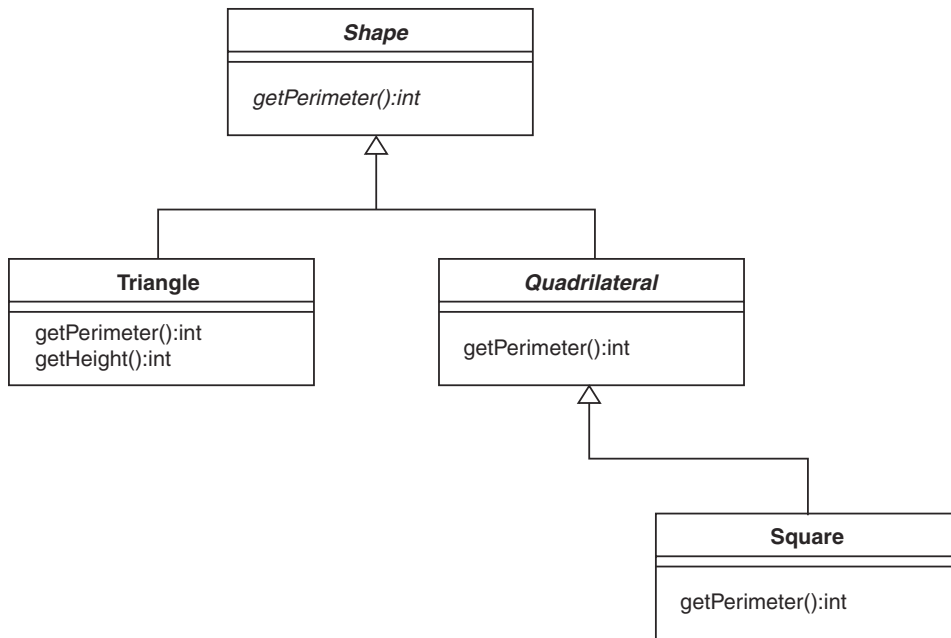 Shape
getPerimeter():int
Triangle
getPerimeter():int
getHeight():int
Quadrilateral
getPerimeter():int
Square
getPerimeter():int